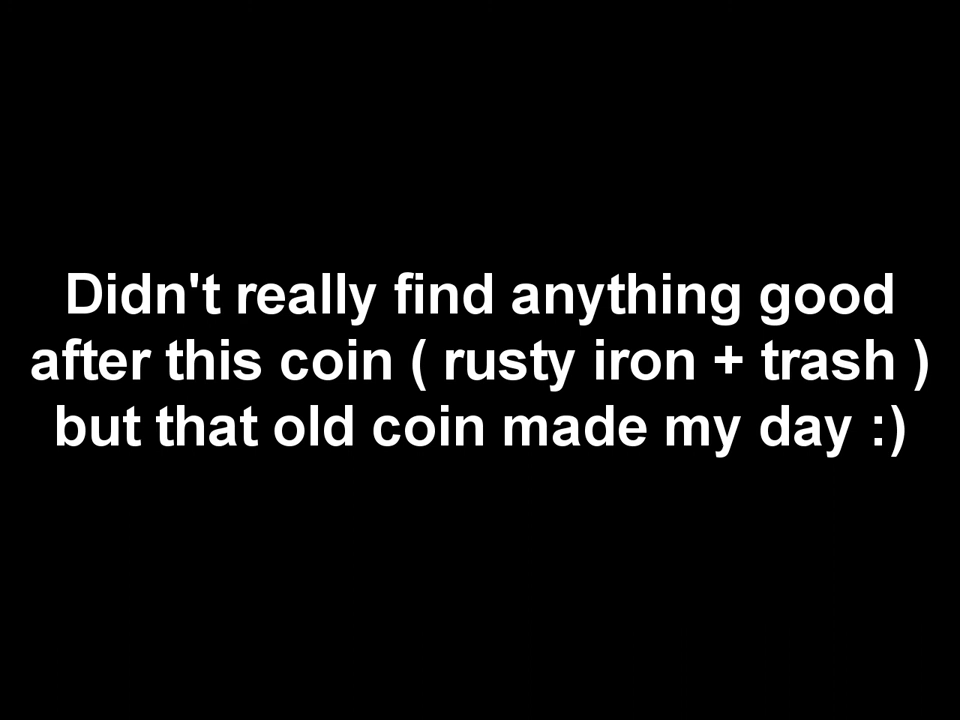 Didn't really find anything good
after this coin ( rusty iron + trash )
but that old coin made my day :)